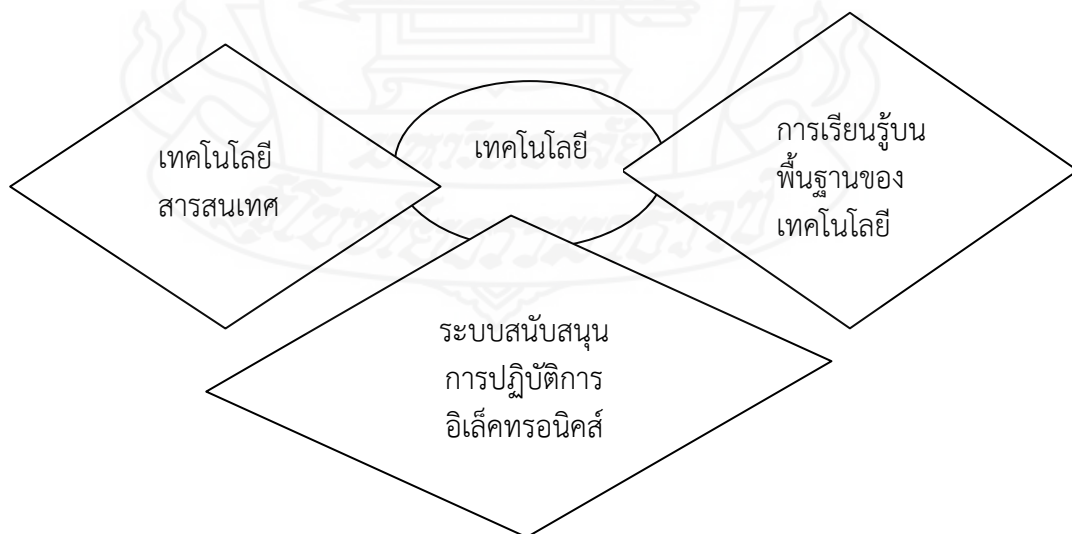 เทคโนโลยี
สารสนเทศ
เทคโนโลยี
การเรียนรู้บน
พื้นฐานของ
เทคโนโลยี
ระบบสนับสนุน
การปฏิบัติการ
อิเล็คทรอนิคส์